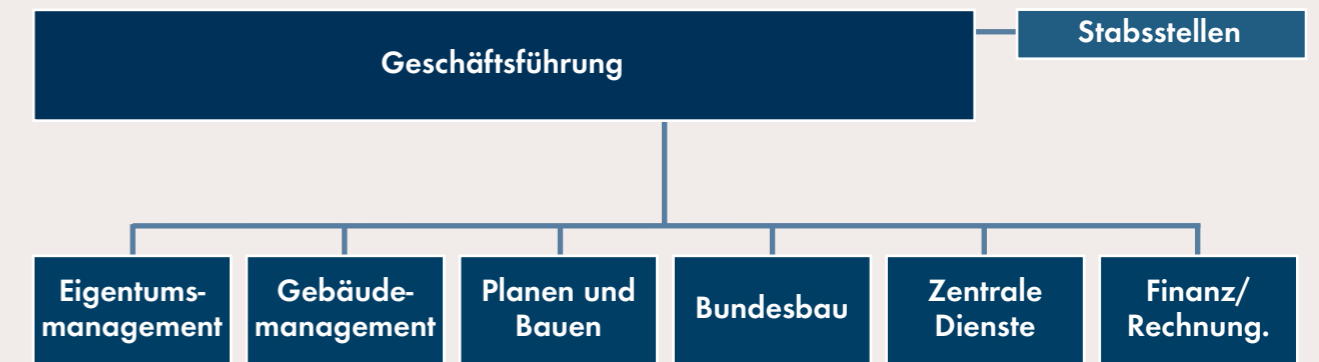 Geschäftsführung
Stabsstellen
Eigentums-
management
Gebäude-
management
Planen und
Bauen
Bundesbau
Zentrale
Dienste
Finanz/
Rechnung.